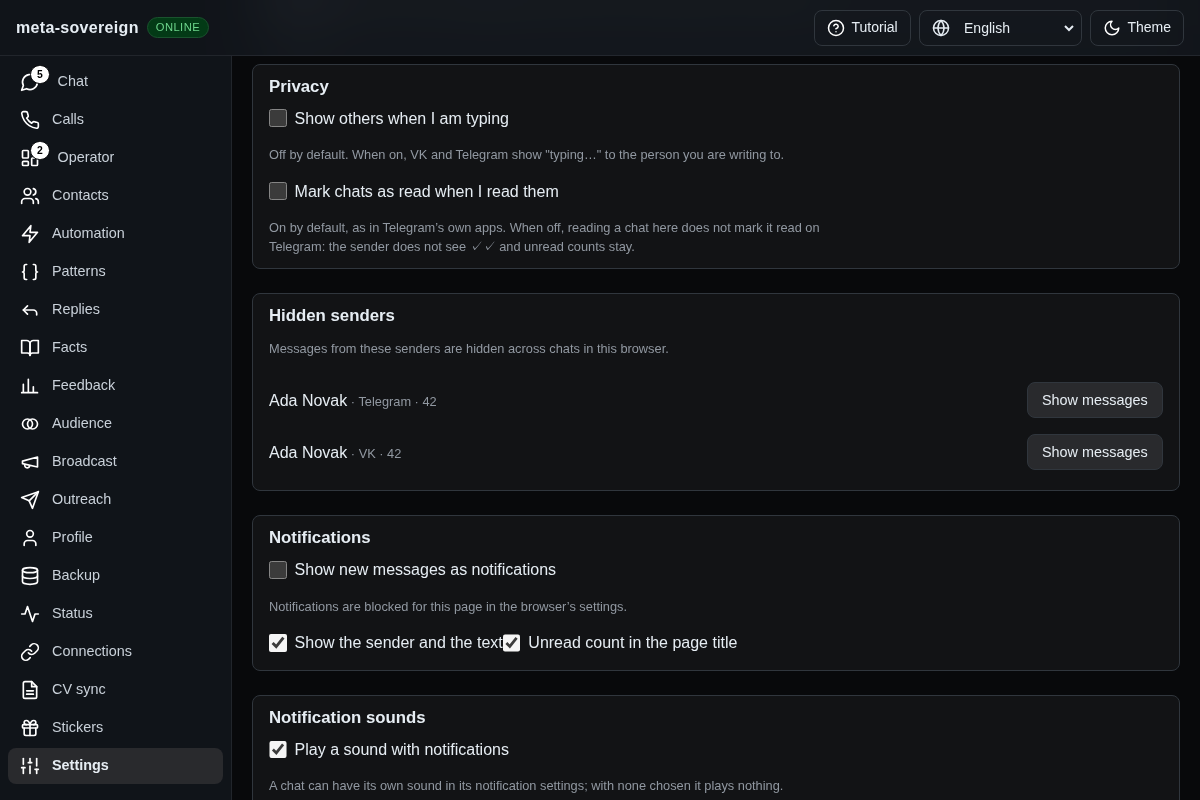 meta-sovereign ONLINE
Tutorial
English
Theme
5
Chat
Calls
2
Operator
Contacts
Automation
Patterns
Replies
Facts
Feedback
Audience
Broadcast
Outreach
Profile
Backup
Status
Connections
CV sync
Stickers
Settings
Privacy
Show others when I am typing
Off by default. When on, VK and Telegram show "typing…" to the person you are writing to.
Mark chats as read when I read them
On by default, as in Telegram’s own apps. When off, reading a chat here does not mark it read on
Telegram: the sender does not see ✓✓ and unread counts stay.
Hidden senders
Messages from these senders are hidden across chats in this browser.
Ada Novak · Telegram · 42
Show messages
Ada Novak · VK · 42
Show messages
Notifications
Show new messages as notifications
Notifications are blocked for this page in the browser’s settings.
Show the sender and the text
Unread count in the page title
Notification sounds
Play a sound with notifications
A chat can have its own sound in its notification settings; with none chosen it plays nothing.